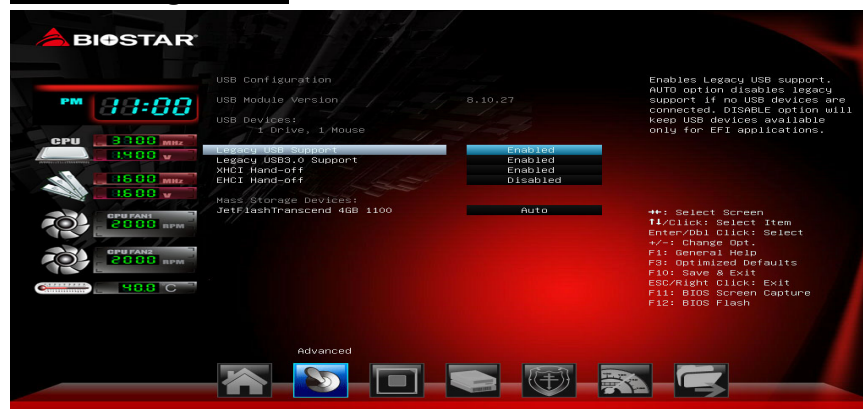 BIOSTAR
USB Configuration
USB Module Version 8.10.27
USB Devices:
1 Drive, 1 Mouse
Legacy USB Support Enabled
Legacy USB3.0 Support Enabled
XHCI Hand-off Enabled
EHCI Hand-off Disabled
Mass Storage Devices:
JetFlashTranscend 4GB 1100 Auto
Enables Legacy USB support.
AUTO option disables legacy
support if no USB devices are
connected. DISABLE option will
keep USB devices available
only for EFI applications.
PM 11:00
CPU 3700 MHz
1.400 V
1600 MHz
1.600 V
CPU FAN1
2000 RPM
CPU FAN2
2000 RPM
40.0 C
→←: Select Screen
↑↓/Click: Select Item
Enter/Dbl Click: Select
+/-: Change Opt.
F1: General Help
F3: Optimized Defaults
F10: Save & Exit
ESC/Right Click: Exit
F11: BIOS Screen Capture
F12: BIOS Flash
Advanced